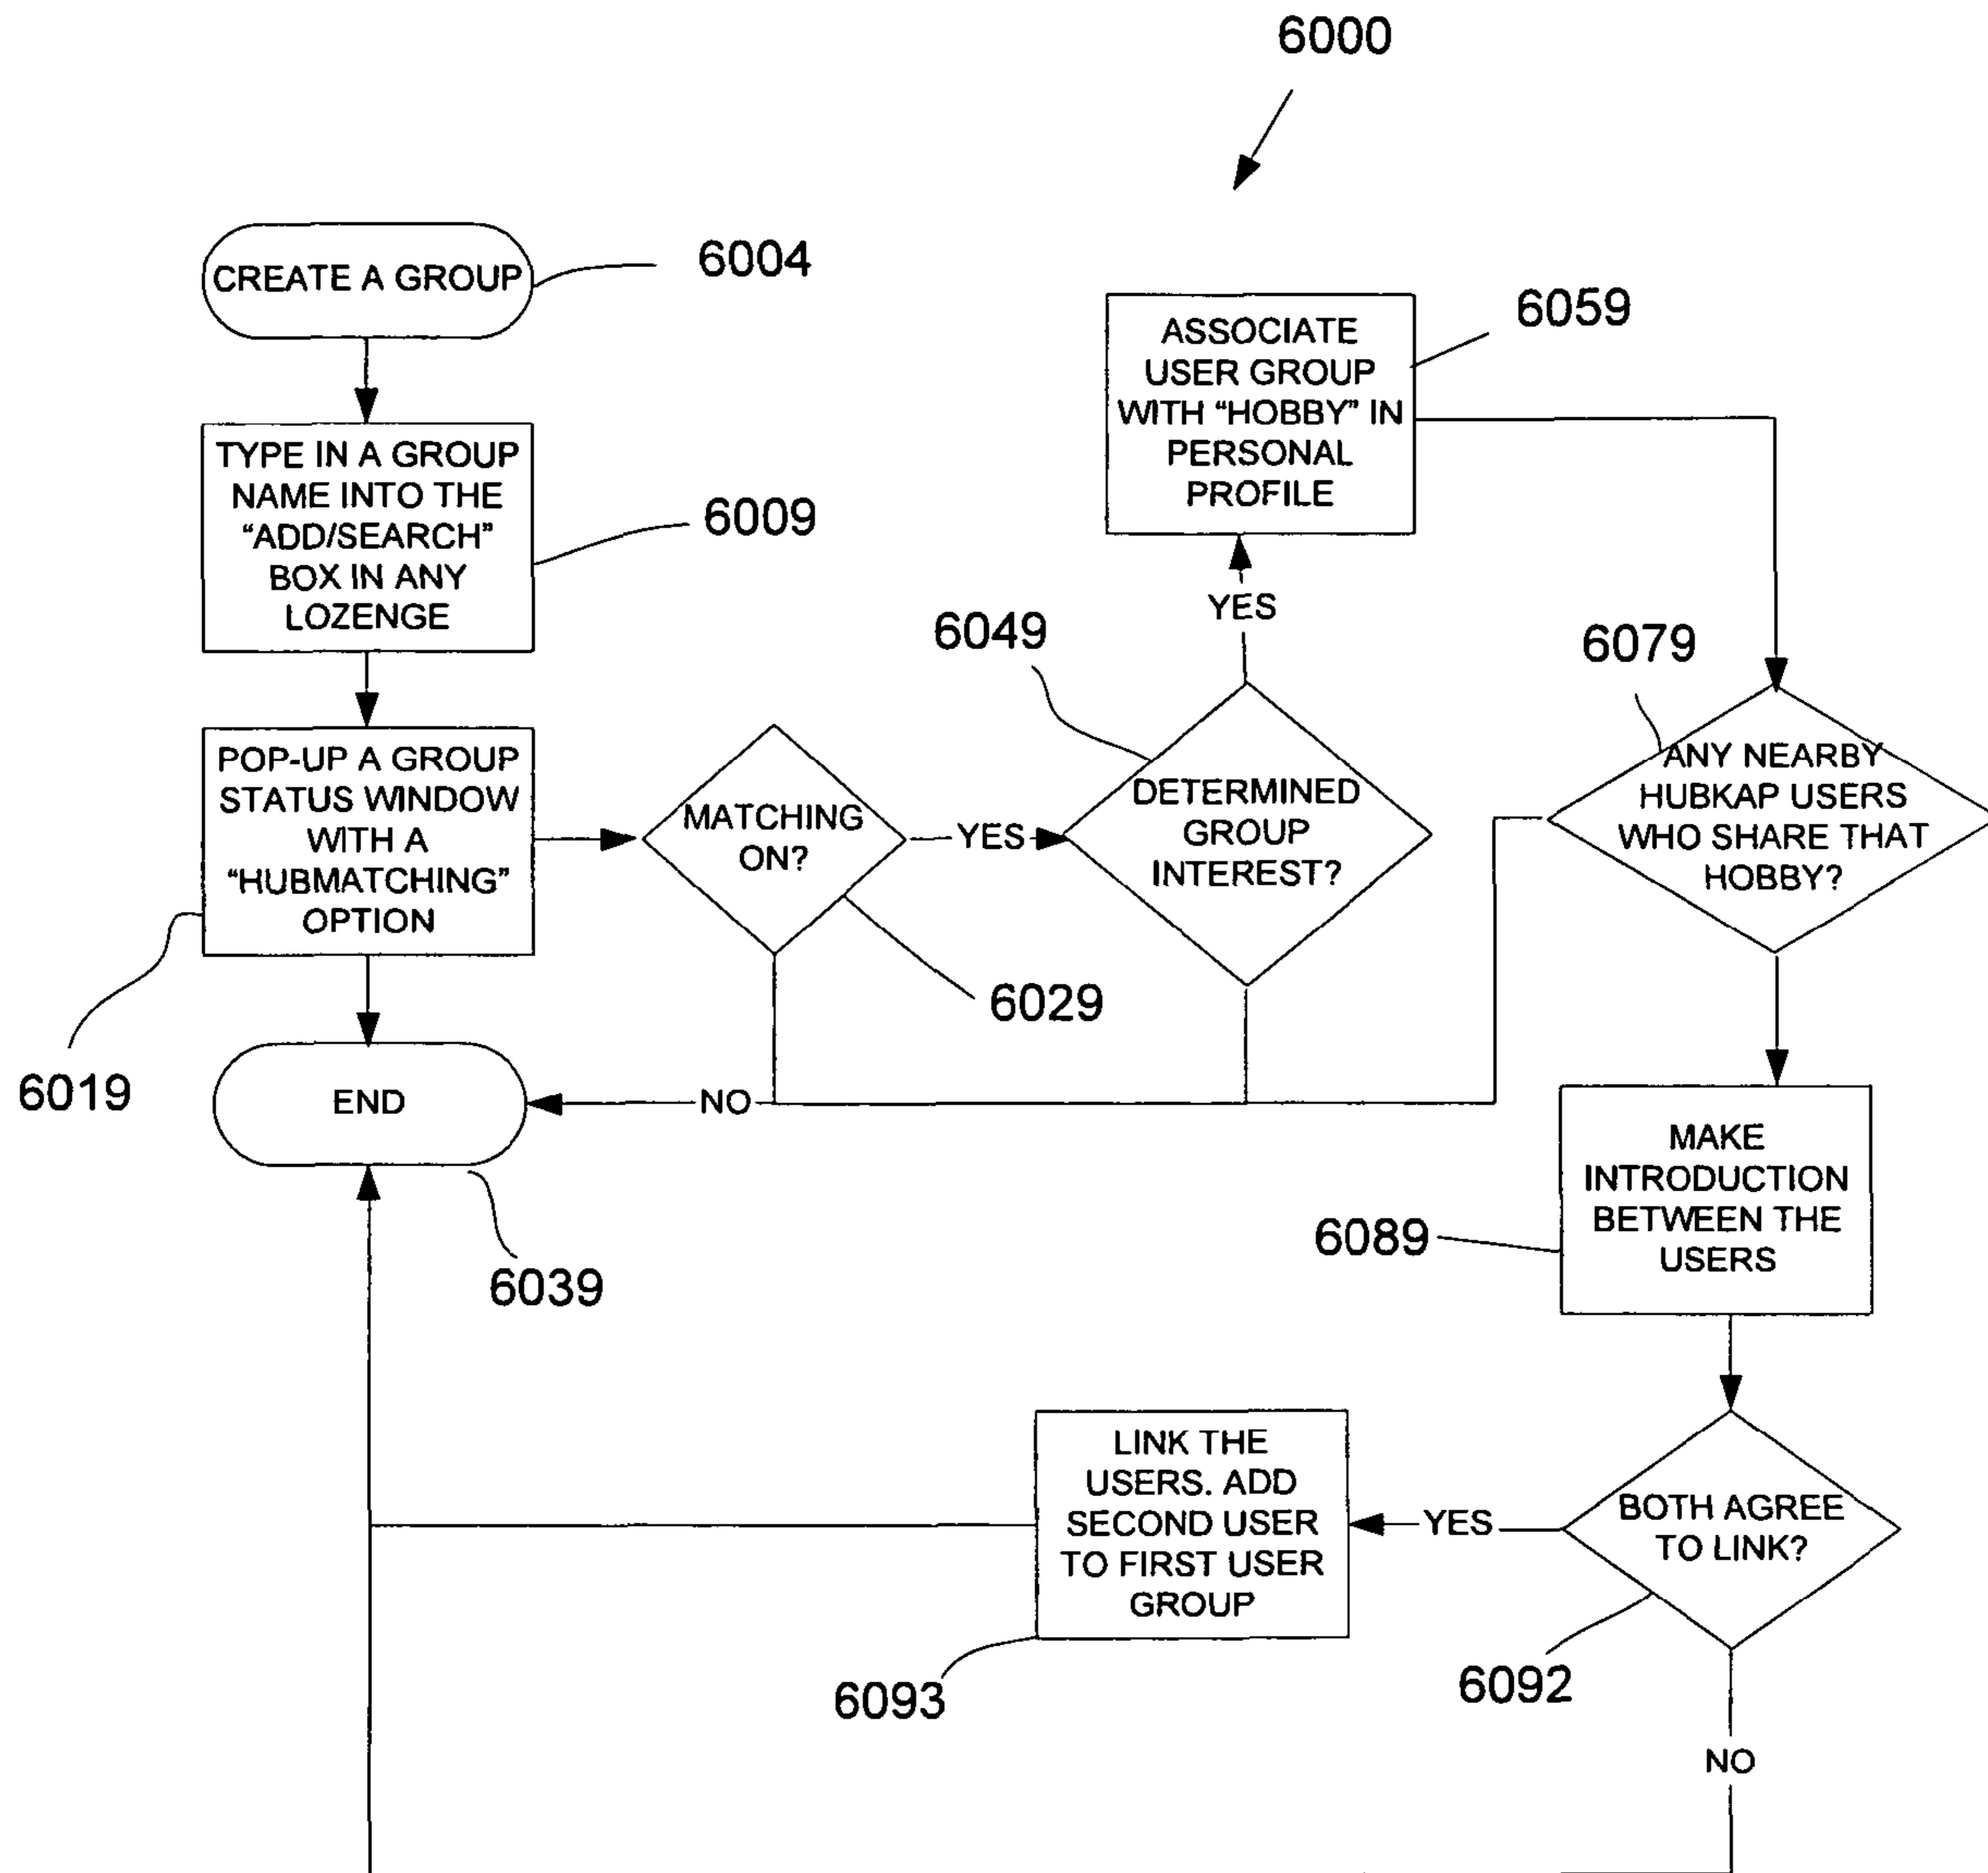 6000
CREATE A GROUP
6004
TYPE IN A GROUP
NAME INTO THE
“ADD/SEARCH”
BOX IN ANY
LOZENGE
6009
POP-UP A GROUP
STATUS WINDOW
WITH A
“HUBMATCHING”
OPTION
6019
MATCHING
ON?
6029
YES
DETERMINED
GROUP
INTEREST?
6049
YES
ASSOCIATE
USER GROUP
WITH “HOBBY” IN
PERSONAL
PROFILE
6059
ANY NEARBY
HUBKAP USERS
WHO SHARE THAT
HOBBY?
6079
NO
END
6039
MAKE
INTRODUCTION
BETWEEN THE
USERS
6089
BOTH AGREE
TO LINK?
6092
YES
LINK THE
USERS. ADD
SECOND USER
TO FIRST USER
GROUP
6093
NO